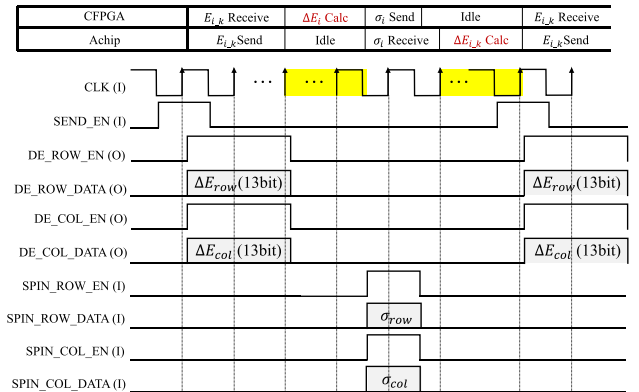 CFPGA E_{i_k} Receive ΔE_i Calc σ_i Send Idle E_{i_k} Receive
Achip E_{i_k} Send Idle σ_i Receive ΔE_{i_k} Calc E_{i_k} Send
CLK (I) ... ... ...
SEND_EN (I)
DE_ROW_EN (O)
DE_ROW_DATA (O) ΔE_{row} (13bit) ΔE_{row} (13bit)
DE_COL_EN (O)
DE_COL_DATA (O) ΔE_{col} (13bit) ΔE_{col} (13bit)
SPIN_ROW_EN (I)
SPIN_ROW_DATA (I) σ_{row}
SPIN_COL_EN (I)
SPIN_COL_DATA (I) σ_{col}